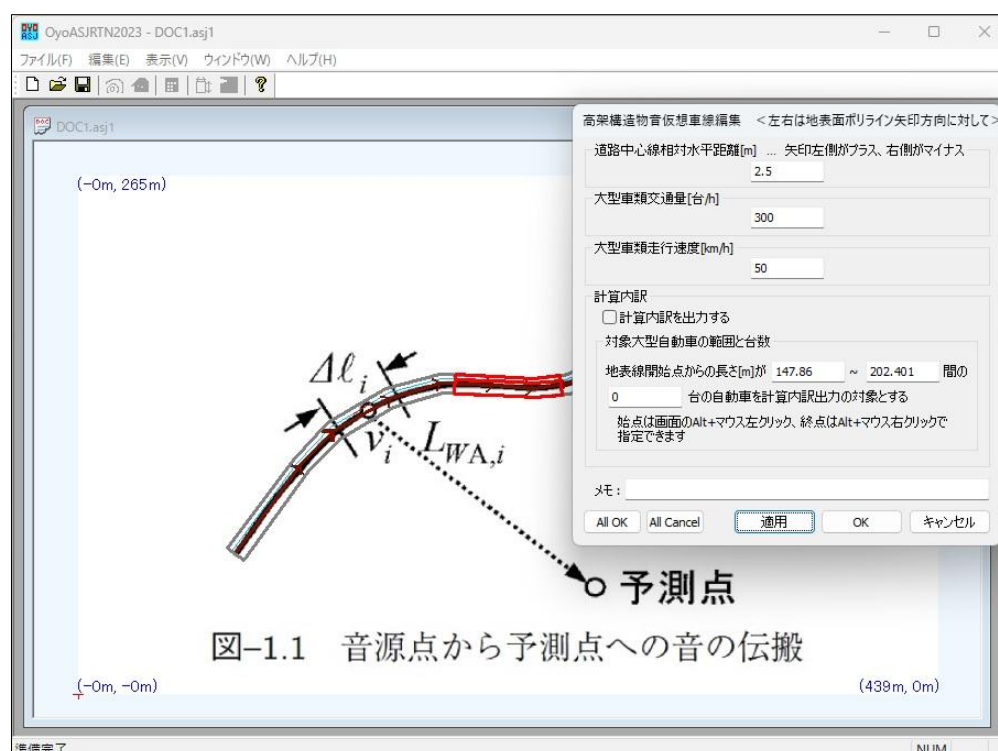 OyoASJRTN2023 - DOC1.asj1
ファイル(F) 編集(E) 表示(V) ウィンドウ(W) ヘルプ(H)
DOC1.asj1
(-0m, 265m)
Δℓi
vi
LWA,i
予測点
図-1.1 音源点から予測点への音の伝搬
(-0m, -0m)
(439m, 0m)
高架構造物音仮想車線編集 <左右は地表面ポリライン矢印方向に対して>
道路中心線相対水平距離[m] ... 矢印左側がプラス、右側がマイナス
2.5
大型車類交通量[台/h]
300
大型車類走行速度[km/h]
50
計算内訳
計算内訳を出力する
対象大型自動車の範囲と台数
地表線開始点からの長さ[m]が 147.86 ~ 202.401 間の
0 台の自動車を計算内訳出力の対象とする
始点は画面のAlt+マウス左クリック、終点はAlt+マウス右クリックで
指定できます
メモ:
All OK All Cancel 適用 OK キャンセル
準備完了
NUM